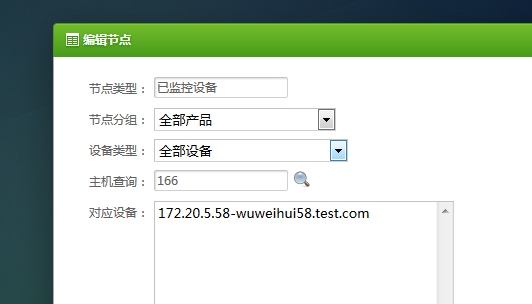 编辑节点
节点类型： 已监控设备
节点分组： 全部产品
设备类型： 全部设备
主机查询： 166
对应设备： 172.20.5.58-wuweihui58.test.com